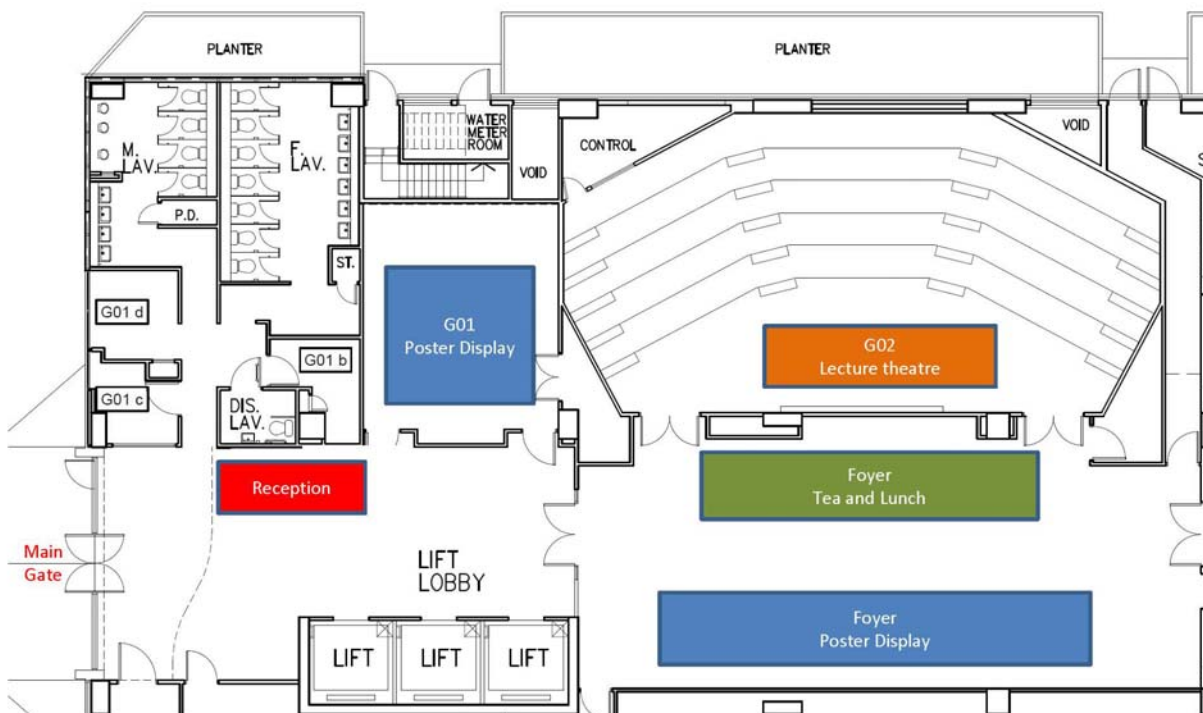 PLANTER
PLANTER
WATER
METER
ROOM
VOID
CONTROL
VOID
M.
LAV.
F.
LAV.
P.D.
ST.
G01 d
G01 b
G01 c
DIS.
LAV.
G01
Poster Display
G02
Lecture theatre
Reception
Foyer
Tea and Lunch
Main
Gate
LIFT
LOBBY
Foyer
Poster Display
LIFT
LIFT
LIFT